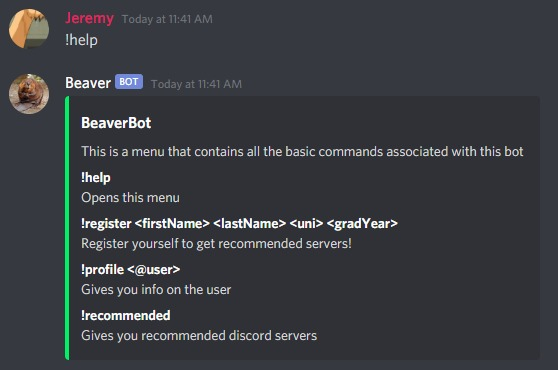 Jeremy Today at 11:41 AM
!help
Beaver BOT Today at 11:41 AM
BeaverBot
This is a menu that contains all the basic commands associated with this bot
!help
Opens this menu
!register <firstName> <lastName> <uni> <gradYear>
Register yourself to get recommended servers!
!profile <@user>
Gives you info on the user
!recommended
Gives you recommended discord servers